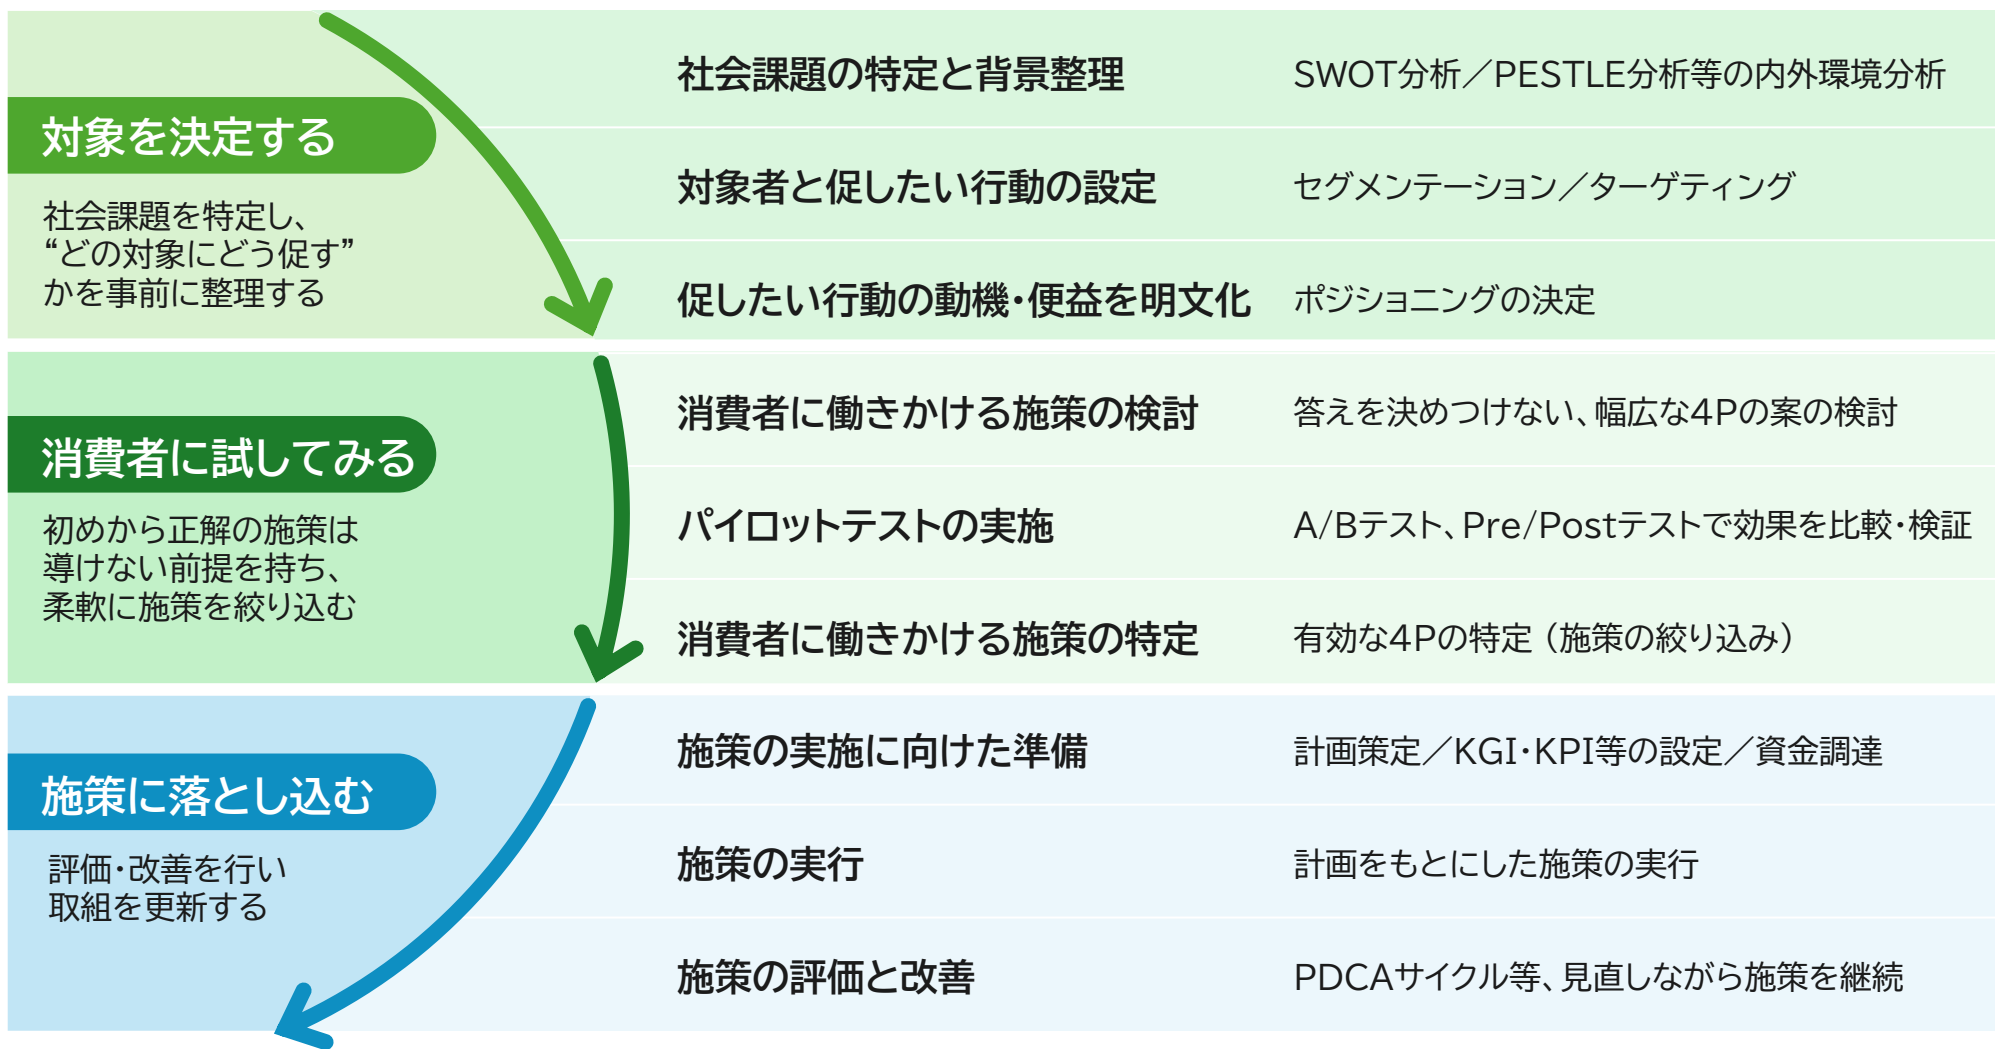 対象を決定する
社会課題を特定し、
“どの対象にどう促す”
かを事前に整理する
社会課題の特定と背景整理 SWOT分析／PESTLE分析等の内外環境分析
対象者と促したい行動の設定 セグメンテーション／ターゲティング
促したい行動の動機・便益を明文化 ポジショニングの決定
消費者に試してみる
初めから正解の施策は
導けない前提を持ち、
柔軟に施策を絞り込む
消費者に働きかける施策の検討 答えを決めつけない、幅広な4Pの案の検討
パイロットテストの実施 A/Bテスト、Pre/Postテストで効果を比較・検証
消費者に働きかける施策の特定 有効な4Pの特定（施策の絞り込み）
施策に落とし込む
評価・改善を行い
取組を更新する
施策の実施に向けた準備 計画策定／KGI・KPI等の設定／資金調達
施策の実行 計画をもとにした施策の実行
施策の評価と改善 PDCAサイクル等、見直しながら施策を継続